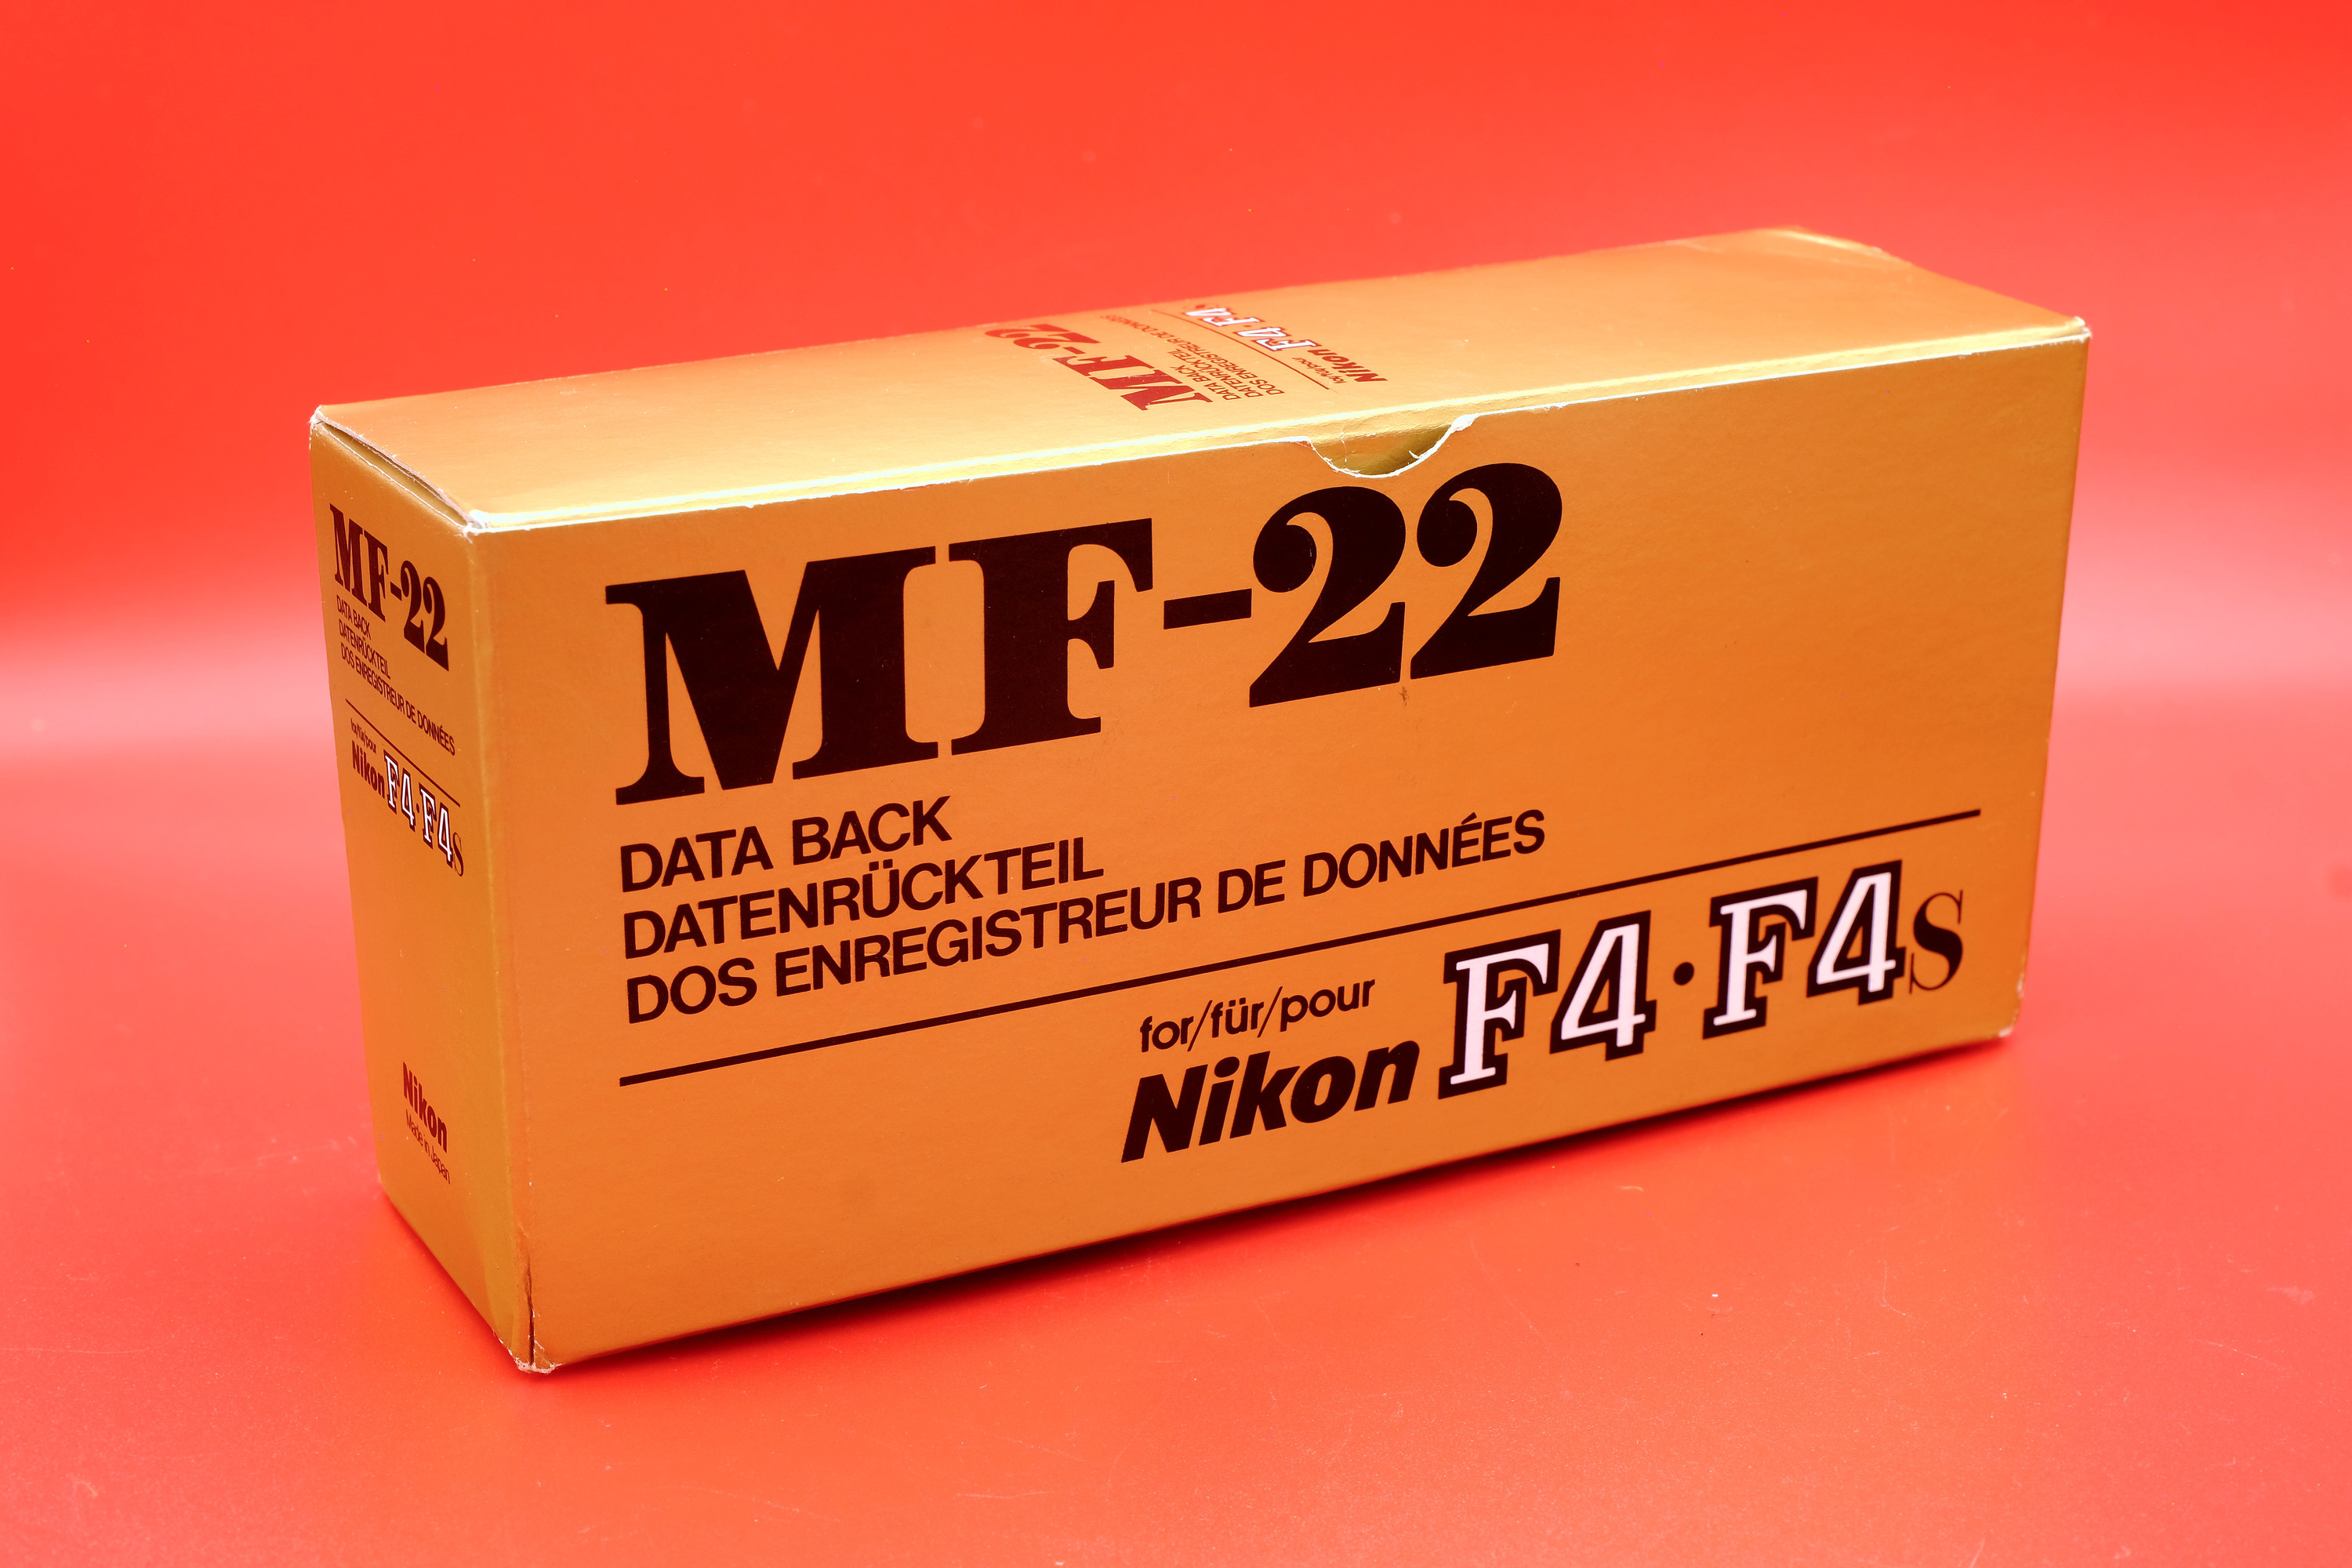 MF-22
DATA BACK
DATENRÜCKTEIL
DOS ENREGISTREUR DE DONNÉES
for/für/pour
Nikon F4·F4s
MF-22
DATA BACK
DATENRÜCKTEIL
DOS ENREGISTREUR DE DONNÉES
for/für/pour
Nikon F4·F4s
Nikon
Made in Japan
MF-22
DATA BACK
DATENRÜCKTEIL
DOS ENREGISTREUR DE DONNÉES
for/für/pour
Nikon F4·F4s